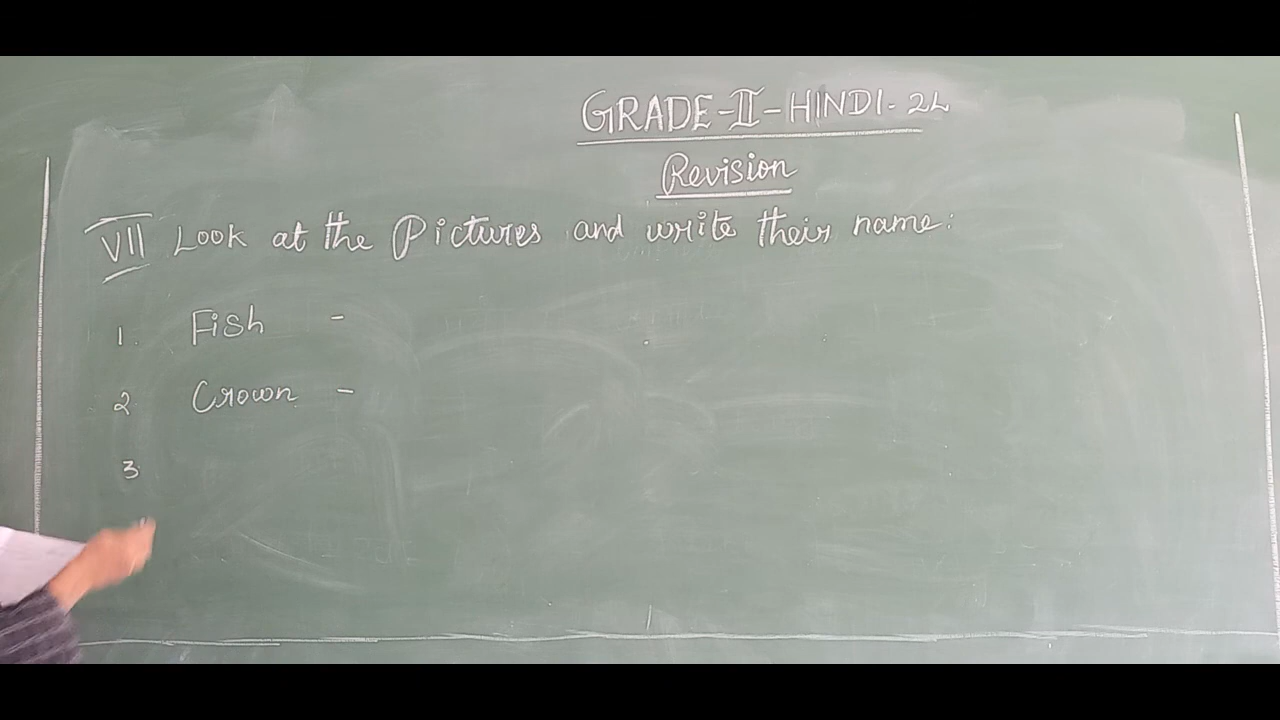 GRADE-II-HINDI-2L
Revision
VII Look at the Pictures and write their name:
1. Fish -
2 Crown -
3